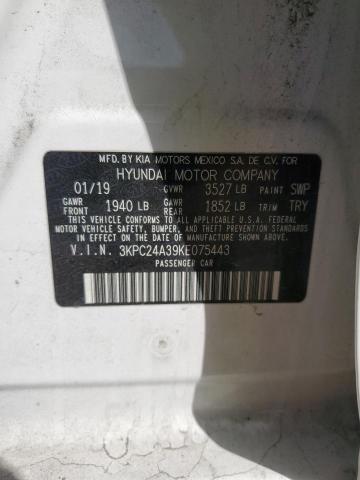 MFD. BY KIA MOTORS MEXICO S.A. DE C.V. FOR
HYUNDAI MOTOR COMPANY
01/19 GVWR 3527 LB PAINT SWP
GAWR FRONT 1940 LB GAWR REAR 1852 LB TRIM TRY
THIS VEHICLE CONFORMS TO ALL APPLICABLE FEDERAL
MOTOR VEHICLE SAFETY, BUMPER, AND THEFT PREVENTION
STANDARDS IN EFFECT ON THE DATE OF MANUFACTURE SHOWN ABOVE.
V.I.N. 3KPC24A39KE075443
PASSENGER CAR